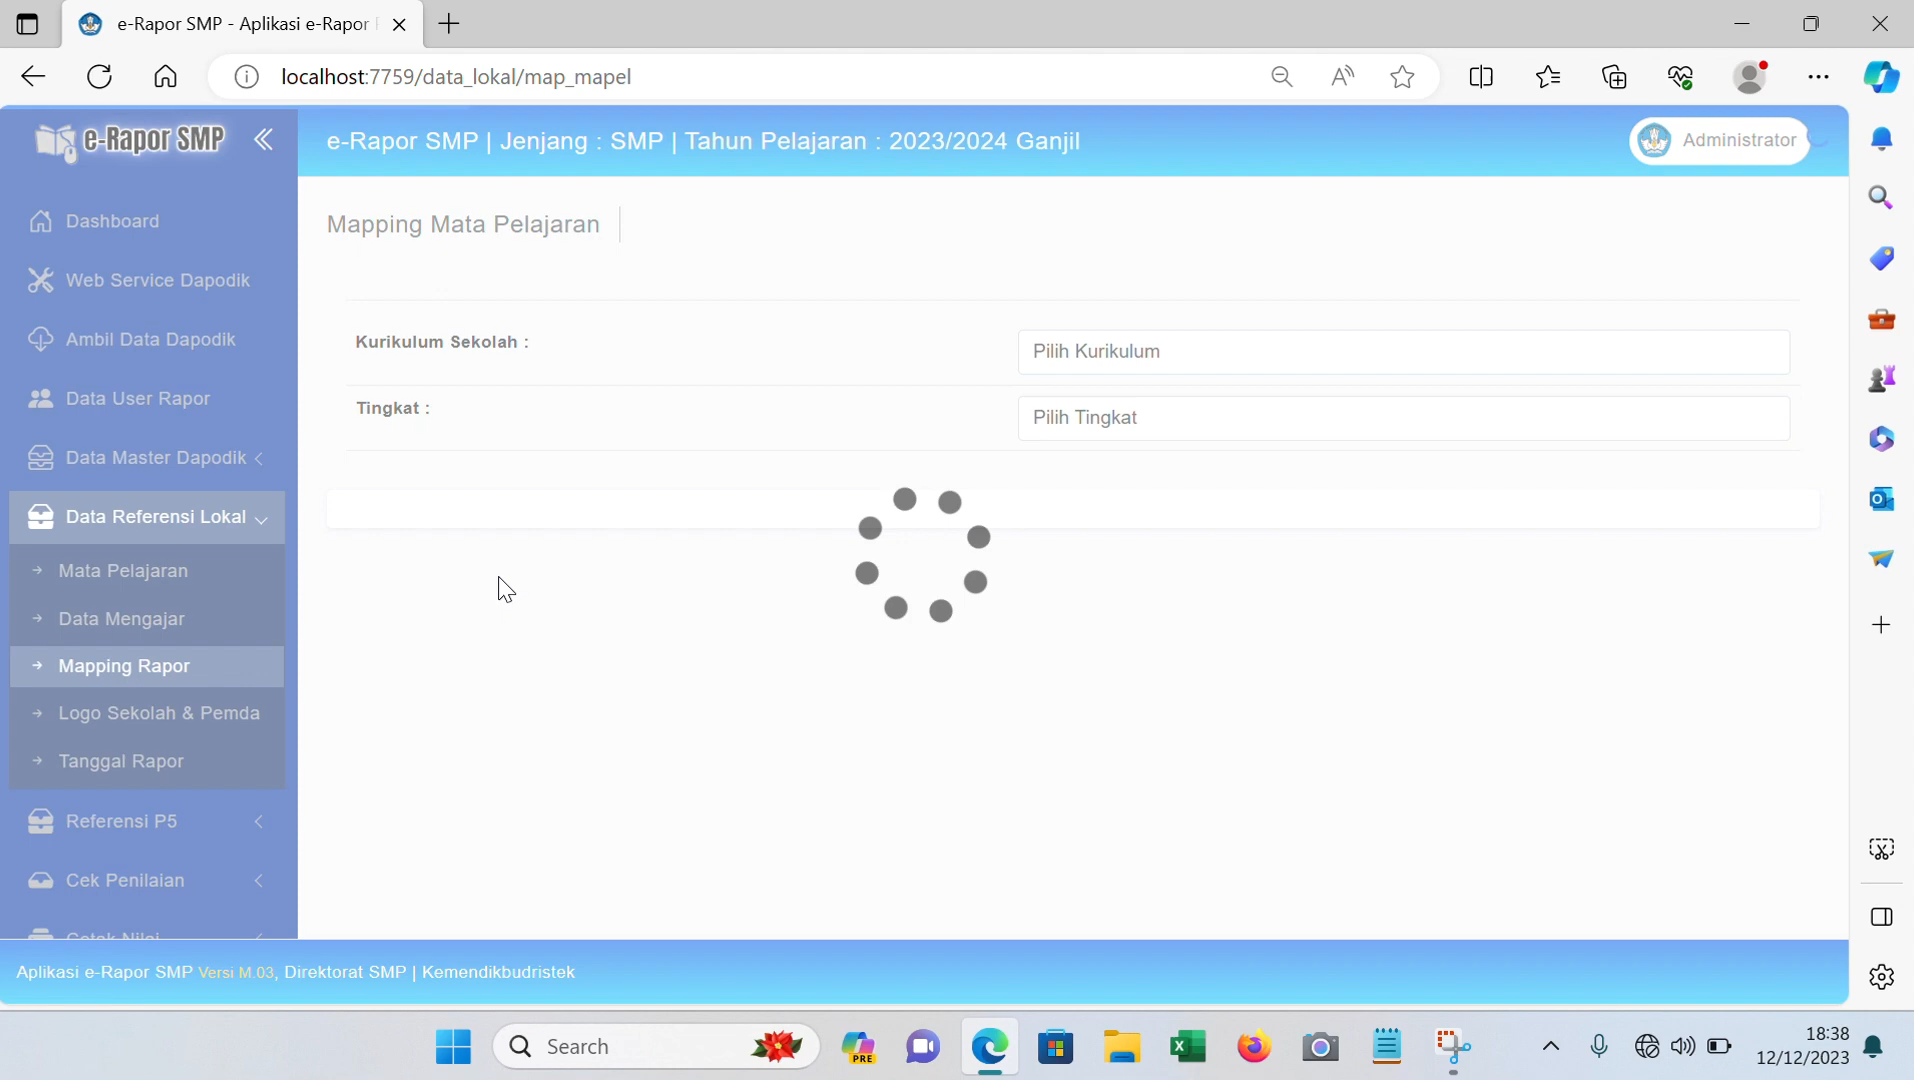 e-Rapor SMP - Aplikasi e-Rapor
localhost:7759/data_lokal/map_mapel
e-Rapor SMP
e-Rapor SMP | Jenjang : SMP | Tahun Pelajaran : 2023/2024 Ganjil
Administrator
Dashboard
Web Service Dapodik
Ambil Data Dapodik
Data User Rapor
Data Master Dapodik
Data Referensi Lokal
Mata Pelajaran
Data Mengajar
Mapping Rapor
Logo Sekolah & Pemda
Tanggal Rapor
Referensi P5
Cek Penilaian
Cetak Nilai
Mapping Mata Pelajaran
Kurikulum Sekolah :
Pilih Kurikulum
Tingkat :
Pilih Tingkat
Aplikasi e-Rapor SMP Versi M.03, Direktorat SMP | Kemendikbudristek
Search
PRE
18:38
12/12/2023